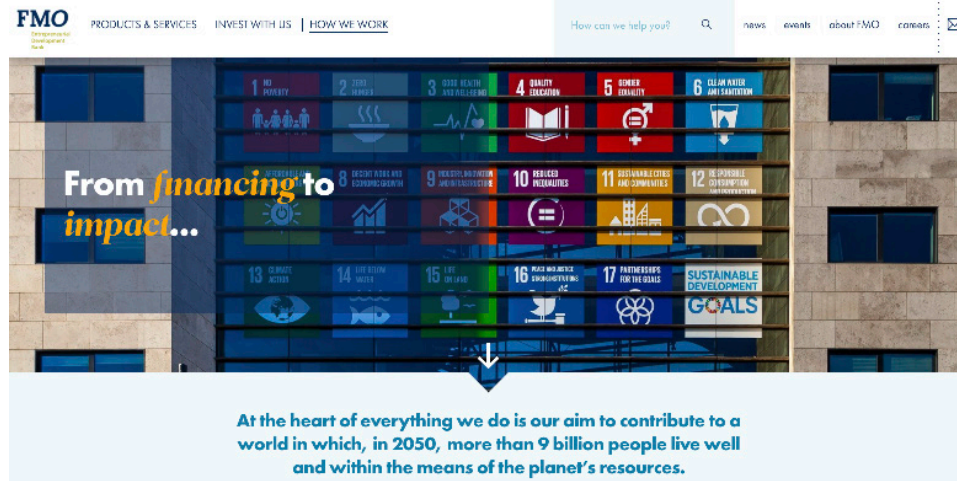 FMO
Entrepreneurial
Development
Bank
PRODUCTS & SERVICES INVEST WITH US HOW WE WORK
How can we help you?
news events about FMO careers
1 NO POVERTY
2 ZERO HUNGER
3 GOOD HEALTH AND WELL-BEING
4 QUALITY EDUCATION
5 GENDER EQUALITY
6 CLEAN WATER AND SANITATION
8 DECENT WORK AND ECONOMIC GROWTH
9 INDUSTRY, INNOVATION AND INFRASTRUCTURE
10 REDUCED INEQUALITIES
11 SUSTAINABLE CITIES AND COMMUNITIES
12 RESPONSIBLE CONSUMPTION AND PRODUCTION
From financing to
impact...
13 CLIMATE ACTION
14 LIFE BELOW WATER
15 LIFE ON LAND
16 PEACE AND JUSTICE STRONG INSTITUTIONS
17 PARTNERSHIPS FOR THE GOALS
SUSTAINABLE
DEVELOPMENT
GOALS
At the heart of everything we do is our aim to contribute to a
world in which, in 2050, more than 9 billion people live well
and within the means of the planet's resources.